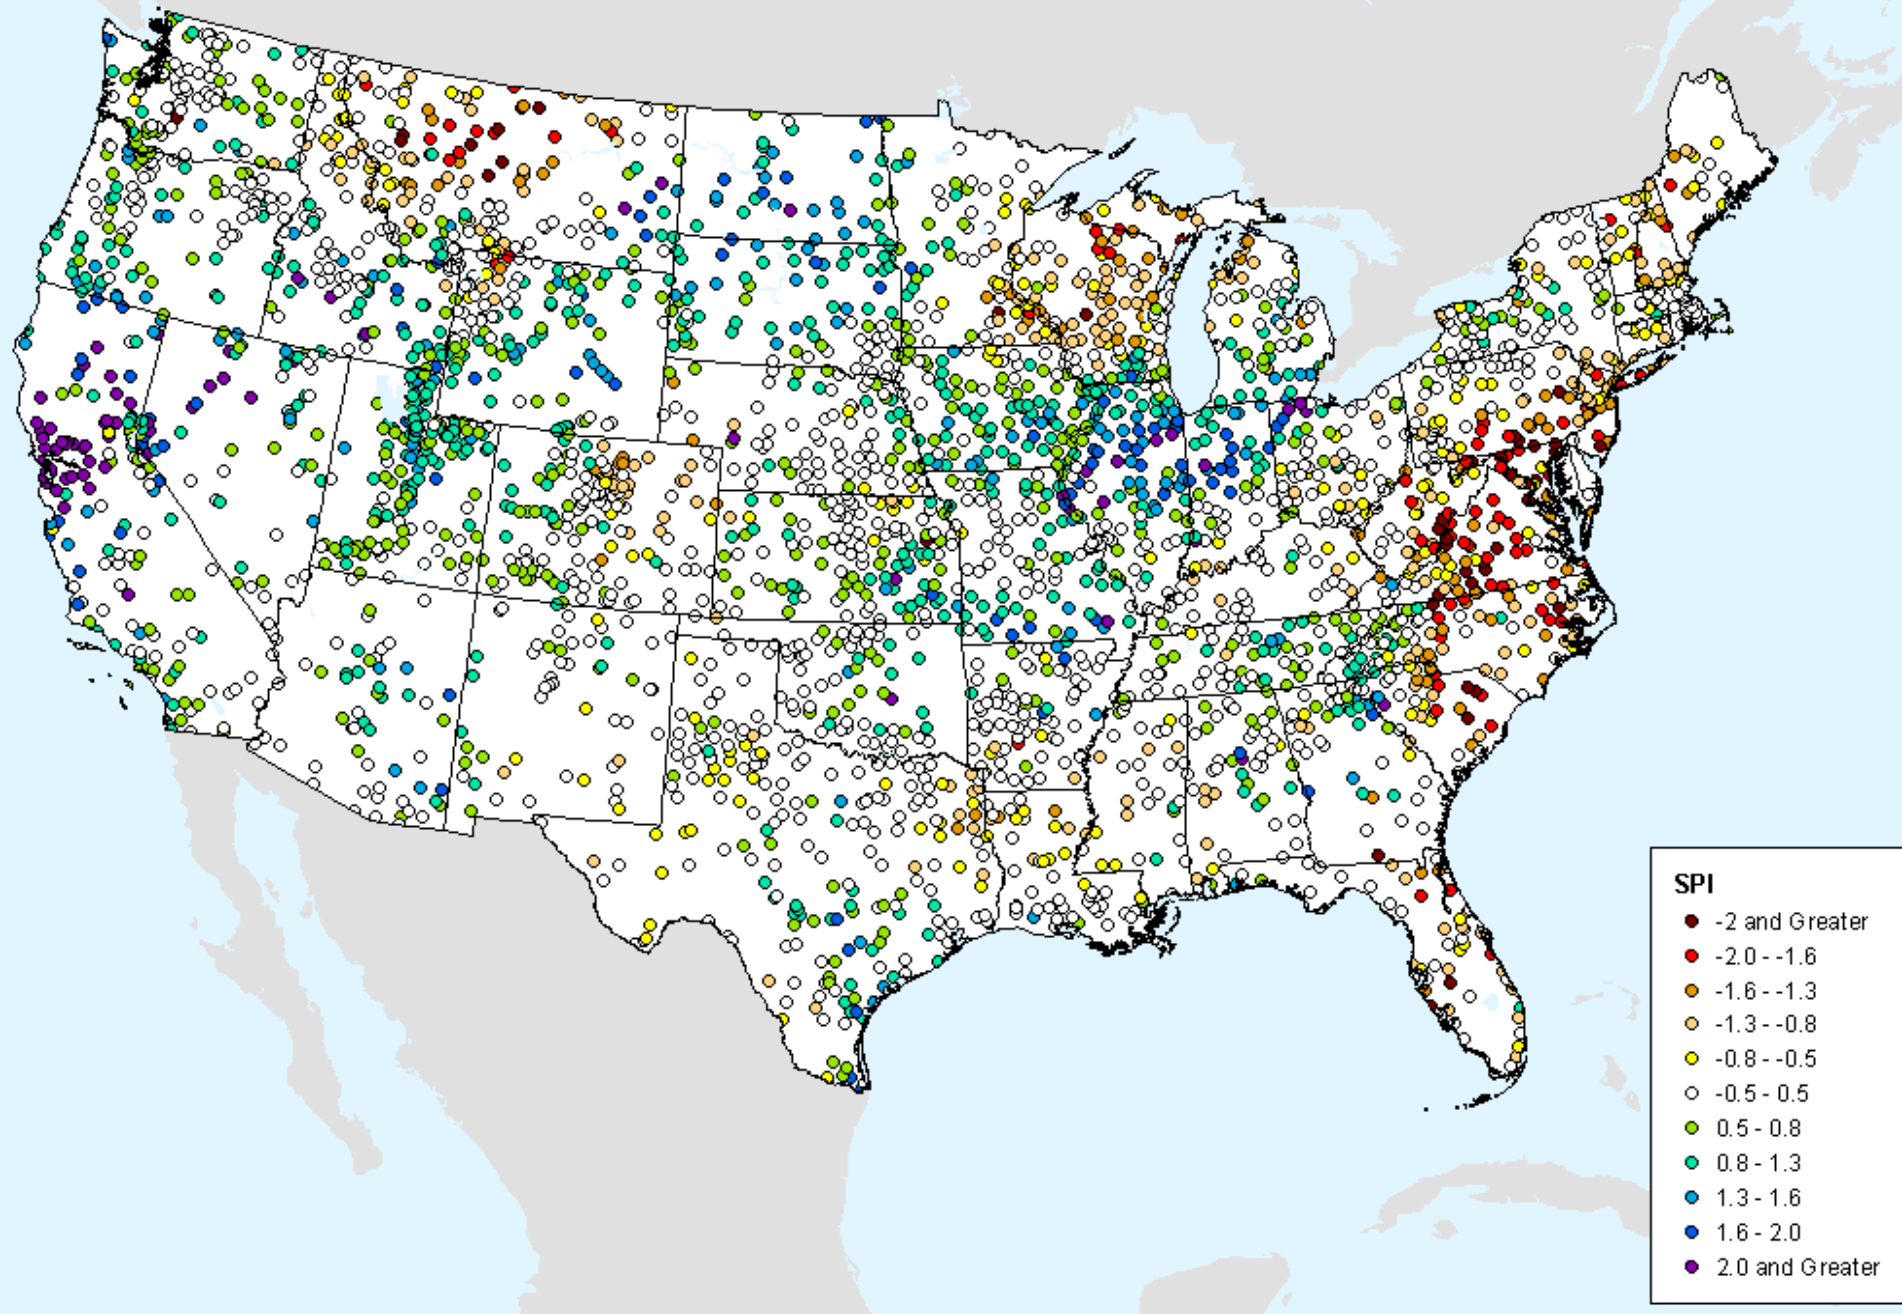 SPI
-2 and Greater
-2.0 - -1.6
-1.6 - -1.3
-1.3 - -0.8
-0.8 - -0.5
-0.5 - 0.5
0.5 - 0.8
0.8 - 1.3
1.3 - 1.6
1.6 - 2.0
2.0 and Greater